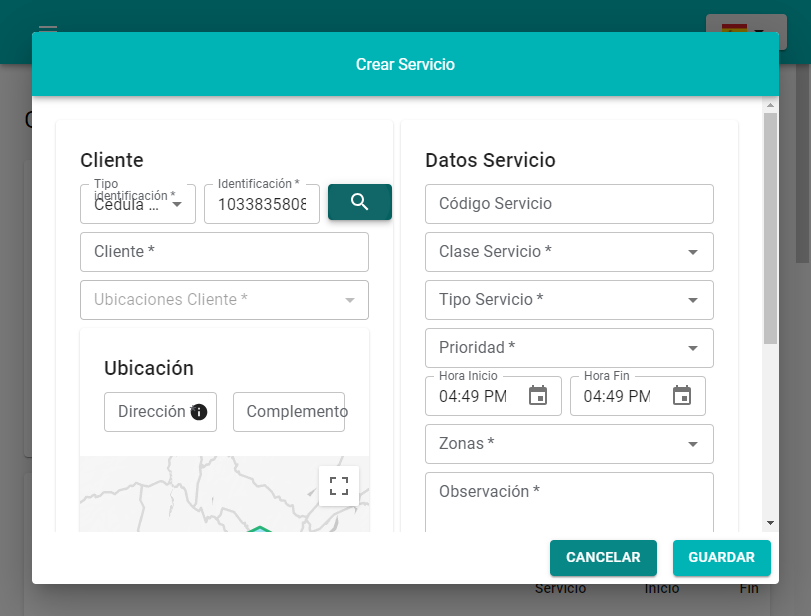 Crear Servicio
Cliente
Tipo identificación *
Cédula ...
Identificación *
1033835808
Cliente *
Ubicaciones Cliente *
Ubicación
Dirección
Complemento
Datos Servicio
Código Servicio
Clase Servicio *
Tipo Servicio *
Prioridad *
Hora Inicio
04:49 PM
Hora Fin
04:49 PM
Zonas *
Observación *
CANCELAR
GUARDAR
Servicio
Inicio
Fin